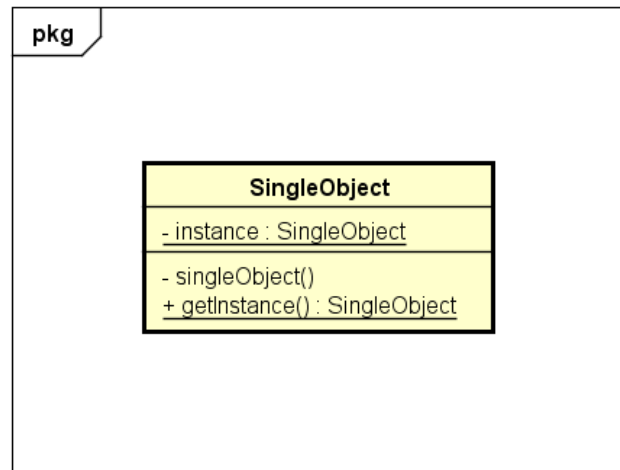 pkg
SingleObject
- instance : SingleObject
- singleObject()
+ getInstance() : SingleObject